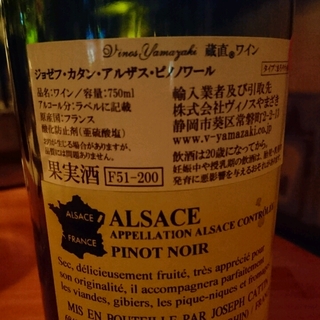 Vinos Yamazaki 蔵直®ワイン
ジョゼフ・カタン・アルザス・ピノノワール
品名:ワイン/容量:750ml
アルコール分:ラベルに記載
原産国:フランス
酸化防止剤(亜硫酸塩)
果実酒 F51-200
輸入業者及び引取先
株式会社ヴィノスやまざき
静岡市葵区常磐町2-2-13
www.v-yamazaki.co.jp
飲酒は20歳になってから。
ALSACE
FRANCE
ALSACE
APPELLATION ALSACE CONTRÔLÉE
PINOT NOIR
Sec, délicieusement fruité, très apprécié pour
son originalité, il accompagnera parfaitement
les viandes, gibiers, les pique-niques et
MIS EN BOUTEILLE PAR JOSEPH